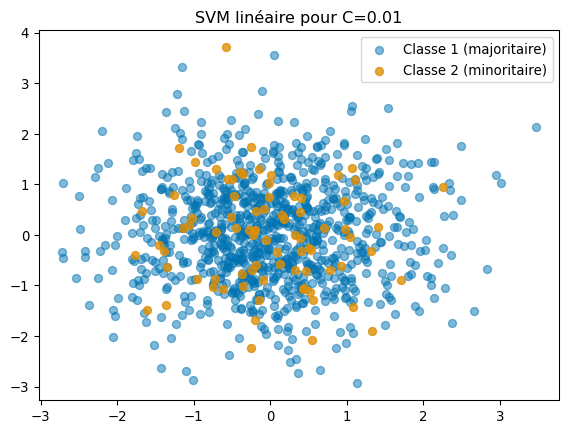 SVM linéaire pour C=0.01
Classe 1 (majoritaire)
Classe 2 (minoritaire)
4
3
2
1
0
−1
−2
−3
−3 −2 −1 0 1 2 3